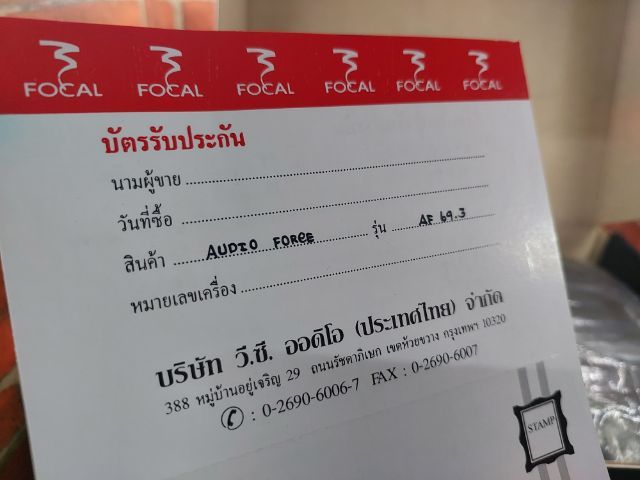 FOCAL FOCAL FOCAL FOCAL FOCAL FOCAL
บัตรรับประกัน
นามผู้ขาย
วันที่ซื้อ
สินค้า AUDIO FORCE รุ่น AF 69.3
หมายเลขเครื่อง
บริษัท วี.ซี. ออดิโอ (ประเทศไทย) จำกัด
388 หมู่บ้านอยู่เจริญ 29 ถนนรัชดาภิเษก เขตห้วยขวาง กรุงเทพฯ 10320
: 0-2690-6006-7 FAX : 0-2690-6007
STAMP